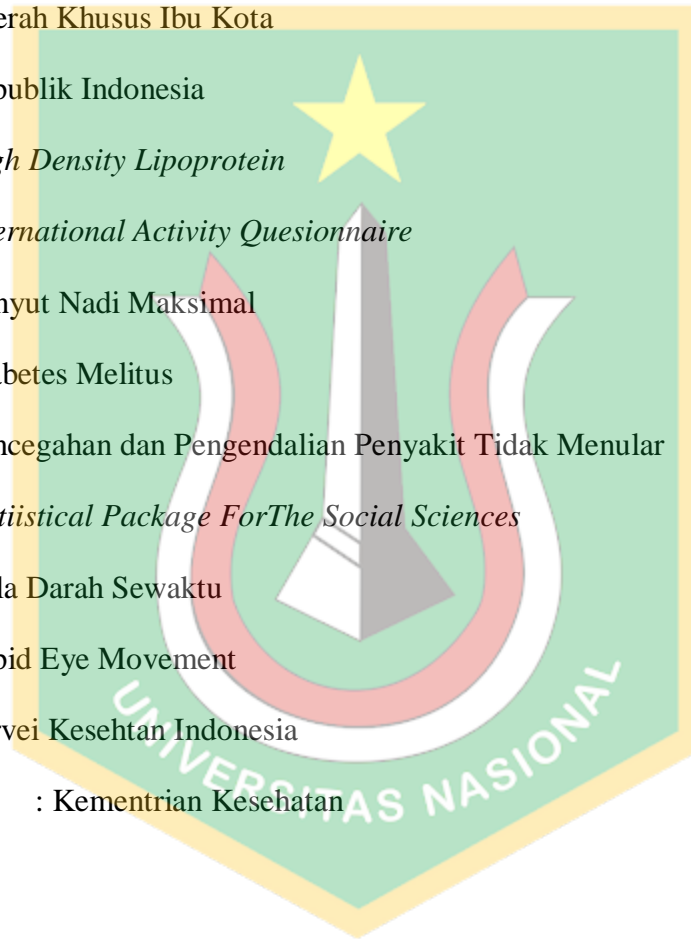 erah Khusus Ibu Kota
publik Indonesia
gh Density Lipoprotein
ernational Activity Quesionnaire
nyut Nadi Maksimal
betes Melitus
ncegahan dan Pengendalian Penyakit Tidak Menular
tiistical Package ForThe Social Sciences
la Darah Sewaktu
pid Eye Movement
rvei Kesehtan Indonesia
: Kementrian Kesehatan
UNIVERSITAS NASIONAL